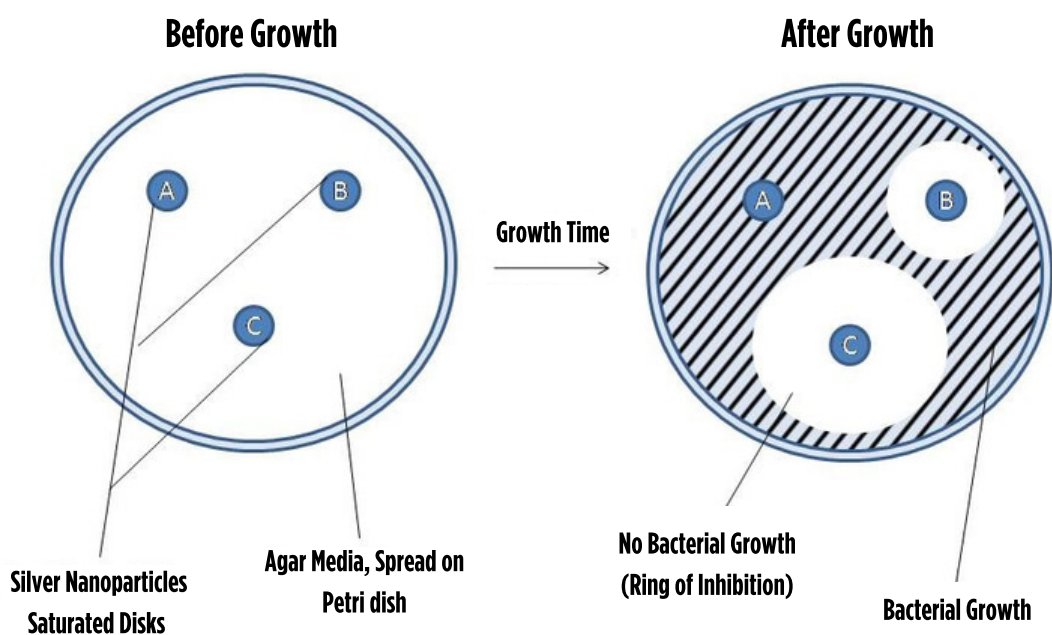 Before Growth
After Growth
A
B
C
Growth Time
A
B
C
Silver Nanoparticles
Saturated Disks
Agar Media, Spread on
Petri dish
No Bacterial Growth
(Ring of Inhibition)
Bacterial Growth